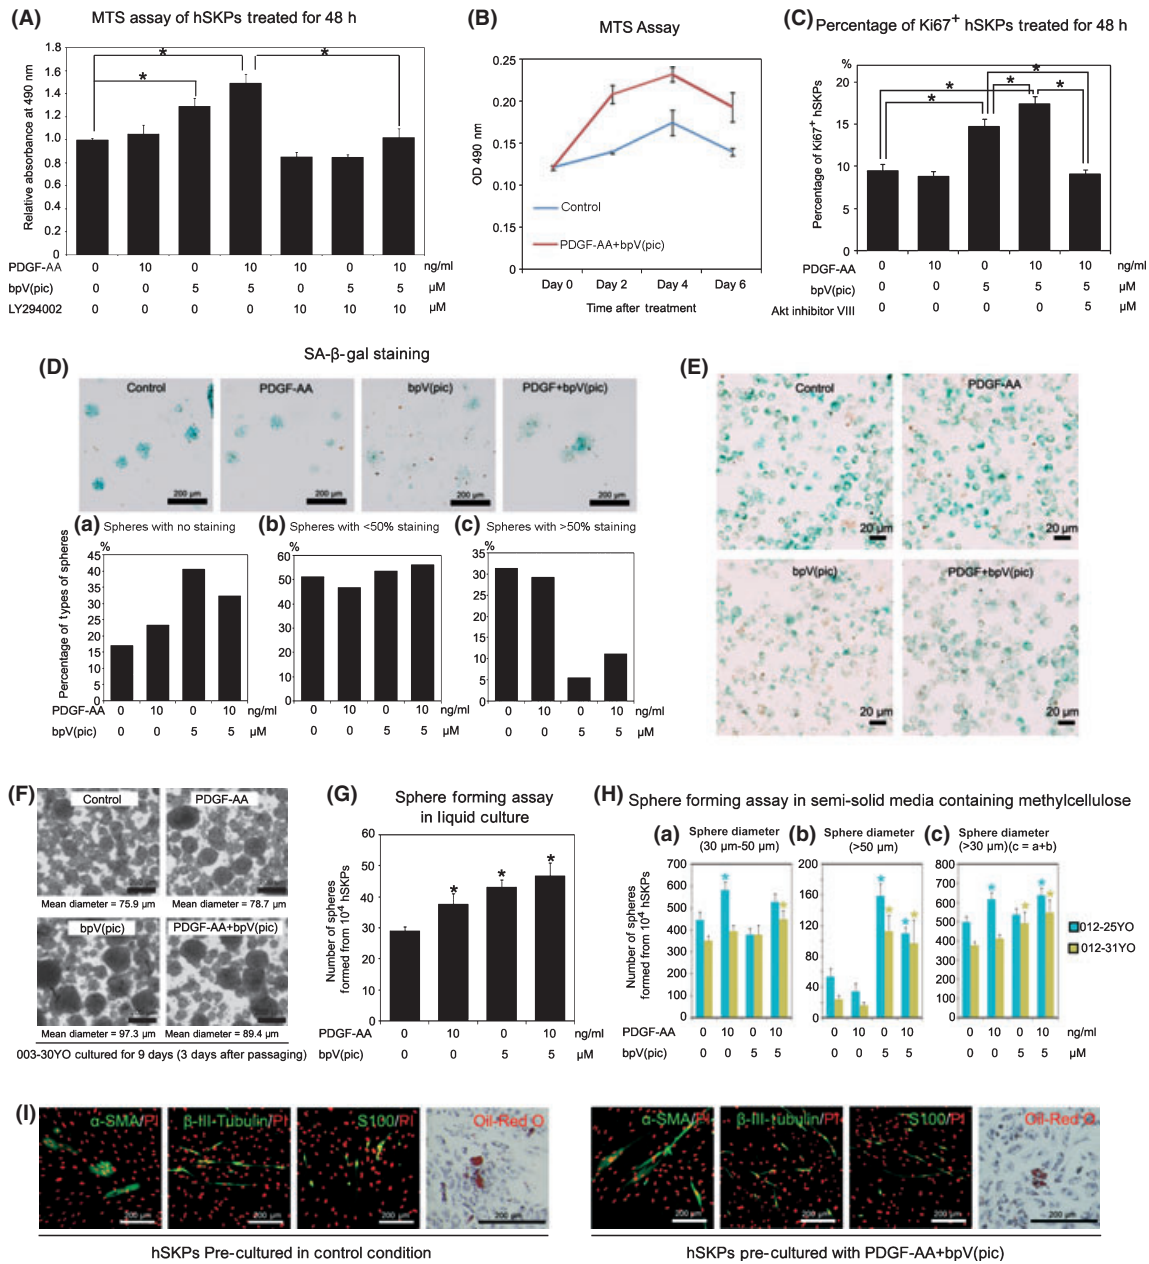 (A) MTS assay of hSKPs treated for 48 h
Relative absorbance at 490 nm
1.8
1.6
1.4
1.2
1.0
0.8
0.6
0.4
0.2
0
* * *
PDGF-AA 0 10 0 10 0 10 10 ng/ml
bpV(pic) 0 0 5 5 0 5 5 µM
LY294002 0 0 0 0 10 10 10 µM
(B) MTS Assay
OD 490 nm
0.25
0.20
0.15
0.10
0.15
0
Control
PDGF-AA+bpV(pic)
Day 0 Day 2 Day 4 Day 6
Time after treatment
(C) Percentage of Ki67+ hSKPs treated for 48 h
Percentage of Ki67+ hSKPs
%
20
15
10
5
0
* * * * *
PDGF-AA 0 10 0 10 10 ng/ml
bpV(pic) 0 0 5 5 5 µM
Akt inhibitor VIII 0 0 0 0 5 µM
(D) SA-β-gal staining
Control PDGF-AA bpV(pic) PDGF+bpV(pic)
200 µm 200 µm 200 µm 200 µm
(a) Spheres with no staining
Percentage of types of spheres
%
45
40
35
30
25
20
15
10
5
0
(b) Spheres with <50% staining
%
60
50
40
30
20
10
0
(c) Spheres with >50% staining
%
35
30
25
20
15
10
5
0
PDGF-AA 0 10 0 10 0 10 0 10 0 10 0 10 ng/ml
bpV(pic) 0 0 5 5 0 0 5 5 0 0 5 5 µM
(E)
Control PDGF-AA
20 µm 20 µm
bpV(pic) PDGF+bpV(pic)
20 µm 20 µm
(F)
Control PDGF-AA
Mean diameter = 75.9 µm Mean diameter = 78.7 µm
bpV(pic) PDGF-AA+bpV(pic)
Mean diameter = 97.3 µm Mean diameter = 89.4 µm
003-30YO cultured for 9 days (3 days after passaging)
(G) Sphere forming assay
in liquid culture
Number of spheres
formed from 10⁴ hSKPs
60
50
40
30
20
10
0
* * *
PDGF-AA 0 10 0 10 ng/ml
bpV(pic) 0 0 5 5 µM
(H) Sphere forming assay in semi-solid media containing methylcellulose
(a) Sphere diameter
(30 µm-50 µm)
Number of spheres
formed from 10⁴ hSKPs
700
600
500
400
300
200
100
0
* *
(b) Sphere diameter
(>50 µm)
200
160
120
80
40
0
* * * *
(c) Sphere diameter
(>30 µm)(c = a+b)
800
700
600
500
400
300
200
100
0
* * * *
012-25YO
012-31YO
PDGF-AA 0 10 0 10 0 10 0 10 0 10 0 10 ng/ml
bpV(pic) 0 0 5 5 0 0 5 5 0 0 5 5 µM
(I)
α-SMA/PI β-III-Tubulin/PI S100/PI Oil-Red O
200 µm 200 µm 200 µm 200 µm
hSKPs Pre-cultured in control condition
α-SMA/PI β-III-tubulin/PI S100/PI Oil-Red O
200 µm 200 µm 200 µm 200 µm
hSKPs pre-cultured with PDGF-AA+bpV(pic)